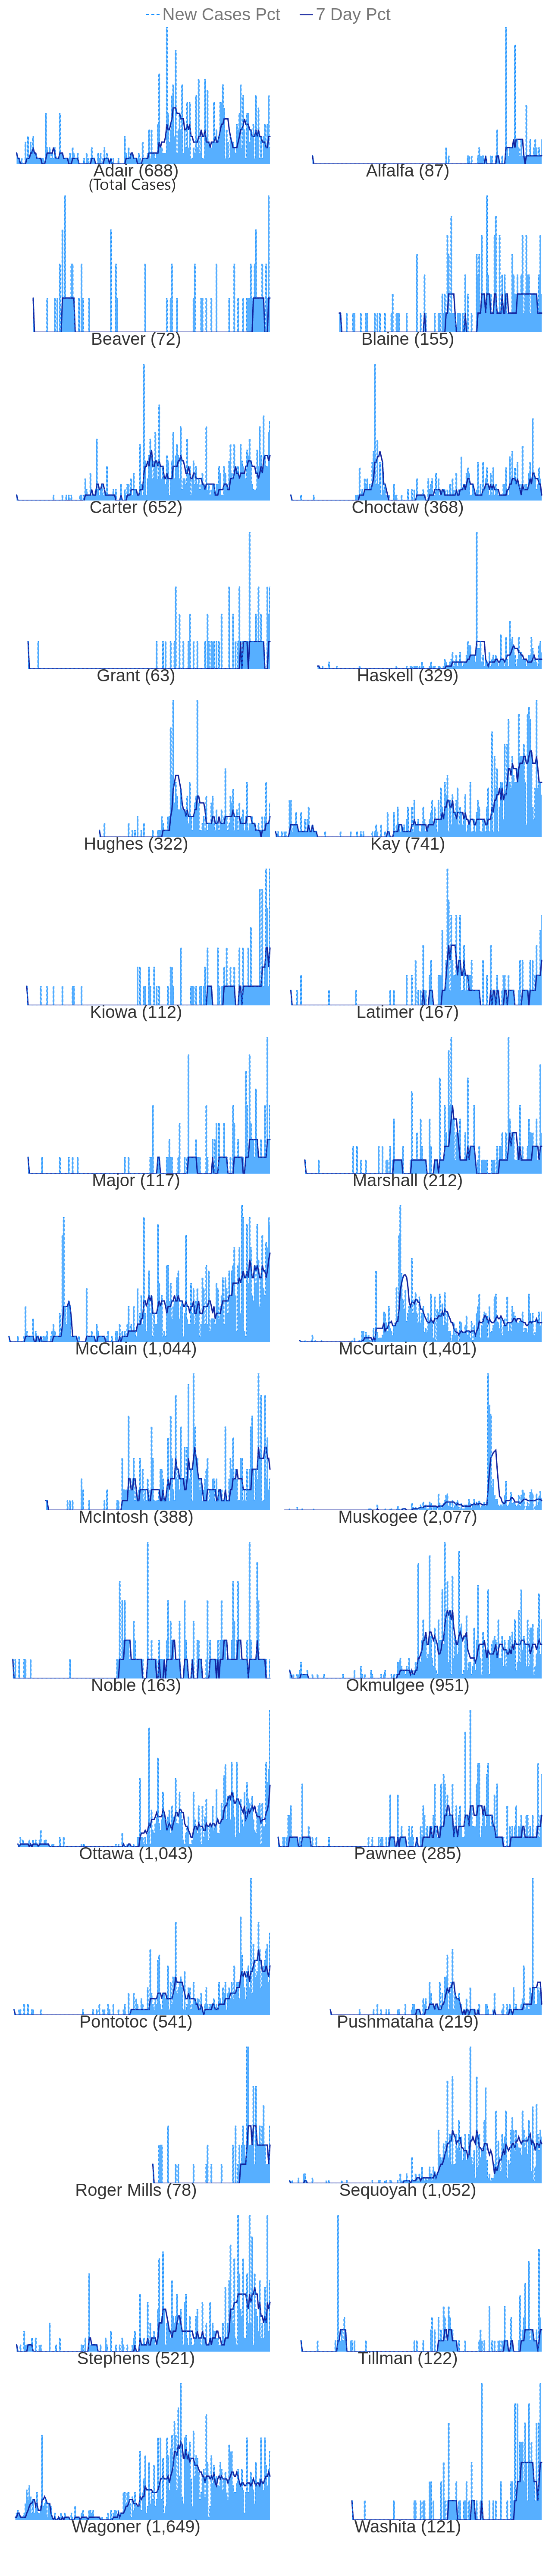 New Cases Pct 7 Day Pct
Adair (688) Alfalfa (87)
(Total Cases)
Beaver (72) Blaine (155)
Carter (652) Choctaw (368)
Grant (63) Haskell (329)
Hughes (322) Kay (741)
Kiowa (112) Latimer (167)
Major (117) Marshall (212)
McClain (1,044) McCurtain (1,401)
McIntosh (388) Muskogee (2,077)
Noble (163) Okmulgee (951)
Ottawa (1,043) Pawnee (285)
Pontotoc (541) Pushmataha (219)
Roger Mills (78) Sequoyah (1,052)
Stephens (521) Tillman (122)
Wagoner (1,649) Washita (121)